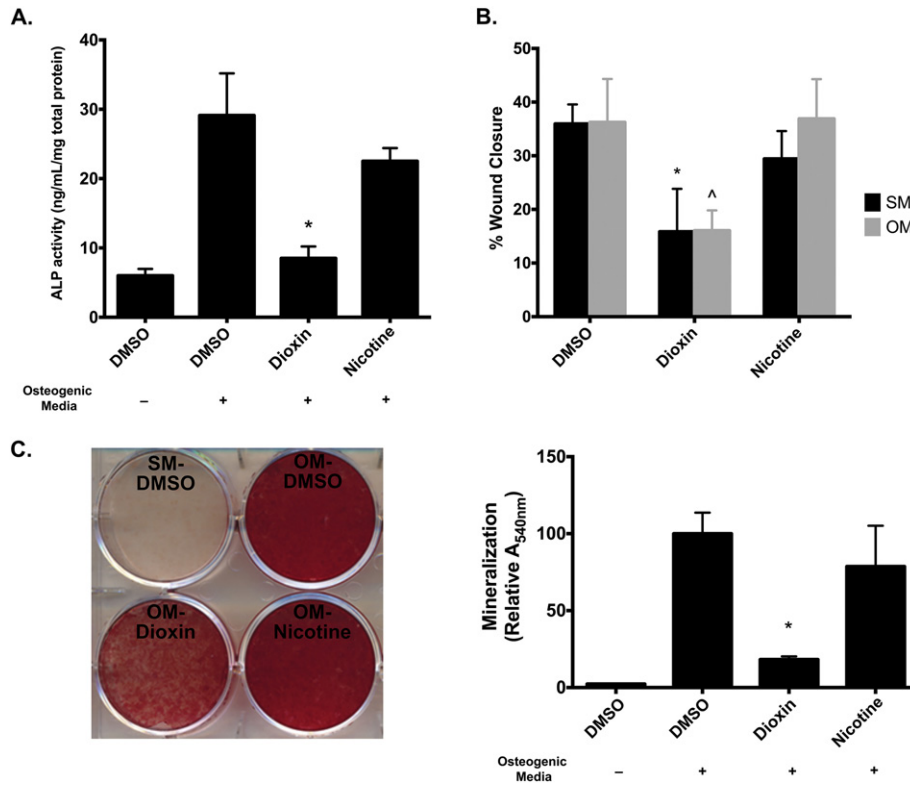 A.
ALP activity (ng/mL/mg total protein)
40
30
20
10
0
DMSO
DMSO
Dioxin
Nicotine
*
Osteogenic
Media
–
+
+
+
B.
% Wound Closure
50
40
30
20
10
0
DMSO
Dioxin
Nicotine
*
^
SM
OM
C.
SM-
DMSO
OM-
DMSO
OM-
Dioxin
OM-
Nicotine
Mineralization
(Relative A540nm)
150
100
50
0
DMSO
DMSO
Dioxin
Nicotine
*
Osteogenic
Media
–
+
+
+